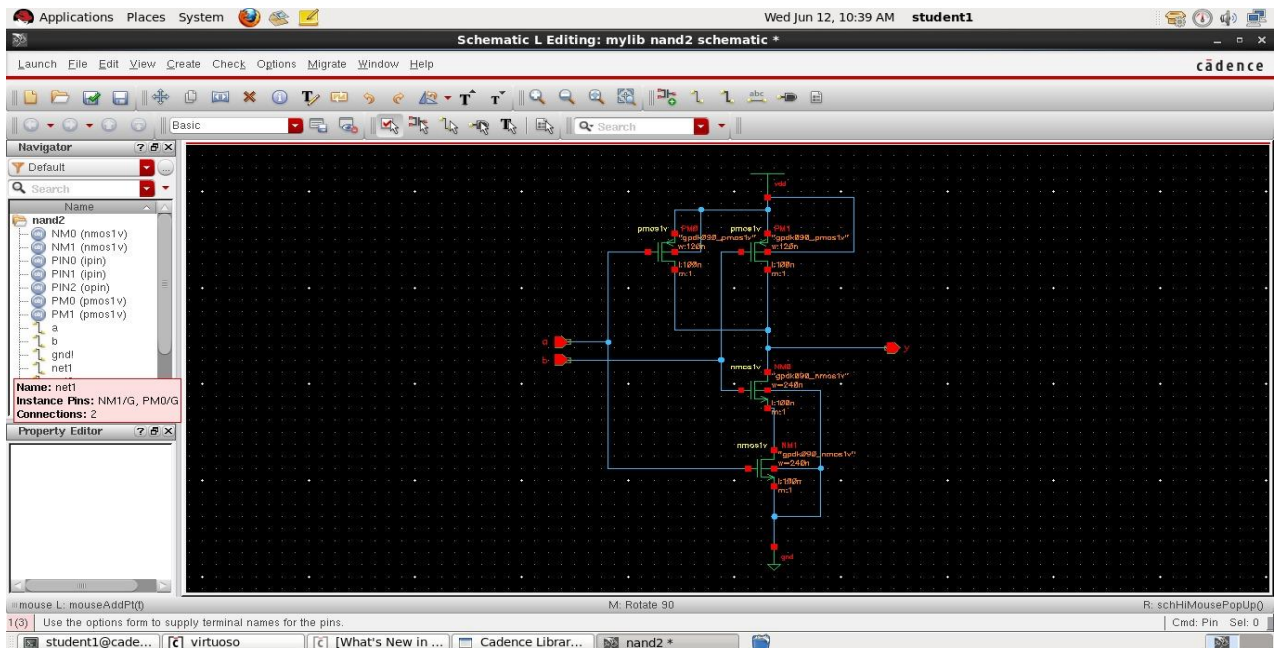 Applications Places System Wed Jun 12, 10:39 AM student1
Schematic L Editing: mylib nand2 schematic *
Launch File Edit View Create Check Options Migrate Window Help cādence
Basic Search
Navigator
Default
Search
Name
nand2
NM0 (nmos1v)
NM1 (nmos1v)
PIN0 (ipin)
PIN1 (ipin)
PIN2 (opin)
PM0 (pmos1v)
PM1 (pmos1v)
a
b
gnd!
net1
Name: net1
Instance Pins: NM1/G, PM0/G
Connections: 2
Property Editor
vdd
pmos1v PM0 pmos1v PM1
"gpdk090_pmos1v" "gpdk090_pmos1v"
w:120n w:120n
l:100n l:100n
m:1 m:1
a
b
y
nmos1v NM0
"gpdk090_nmos1v"
w=240n
l:100n
m:1
nmos1v NM1
"gpdk090_nmos1v"
w=240n
l:100n
m:1
gnd
mouse L: mouseAddPt(t) M: Rotate 90 R: schHiMousePopUp()
1(3) Use the options form to supply terminal names for the pins. Cmd: Pin Sel: 0
student1@cade... virtuoso [What's New in ... Cadence Librar... nand2 *